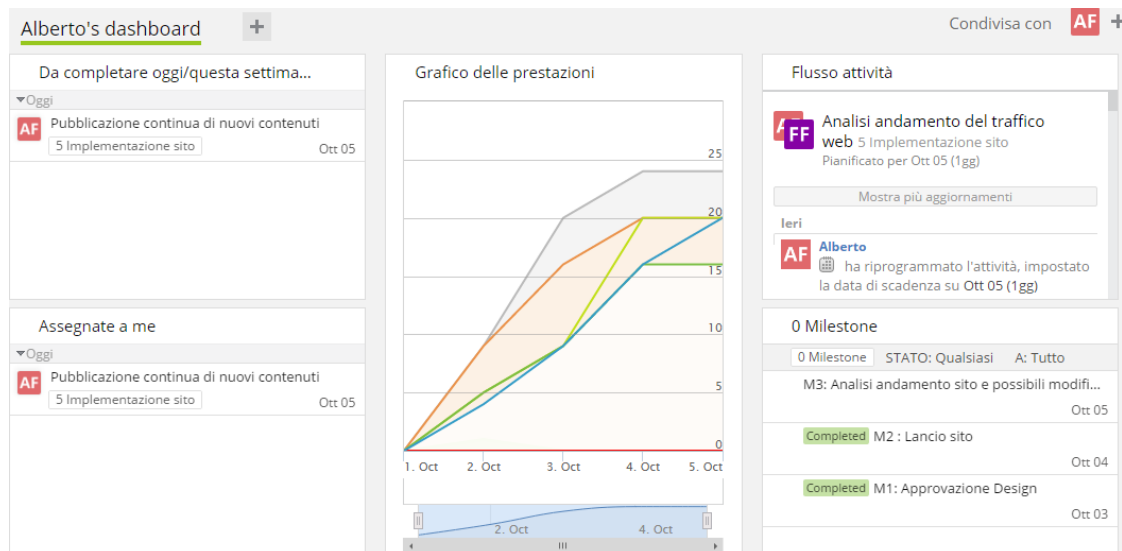 Alberto's dashboard
+
Condivisa con
AF
+
Da completare oggi/questa settima...
Oggi
AF
Pubblicazione continua di nuovi contenuti
5 Implementazione sito
Ott 05
Assegnate a me
Oggi
AF
Pubblicazione continua di nuovi contenuti
5 Implementazione sito
Ott 05
Grafico delle prestazioni
25
20
15
10
5
0
1. Oct 2. Oct 3. Oct 4. Oct 5. Oct
2. Oct 4. Oct
Flusso attività
FF
Analisi andamento del traffico
web 5 Implementazione sito
Pianificato per Ott 05 (1gg)
Mostra più aggiornamenti
Ieri
AF
Alberto
ha riprogrammato l'attività, impostato
la data di scadenza su Ott 05 (1gg)
0 Milestone
0 Milestone STATO: Qualsiasi A: Tutto
M3: Analisi andamento sito e possibili modifi...
Ott 05
Completed M2 : Lancio sito
Ott 04
Completed M1: Approvazione Design
Ott 03